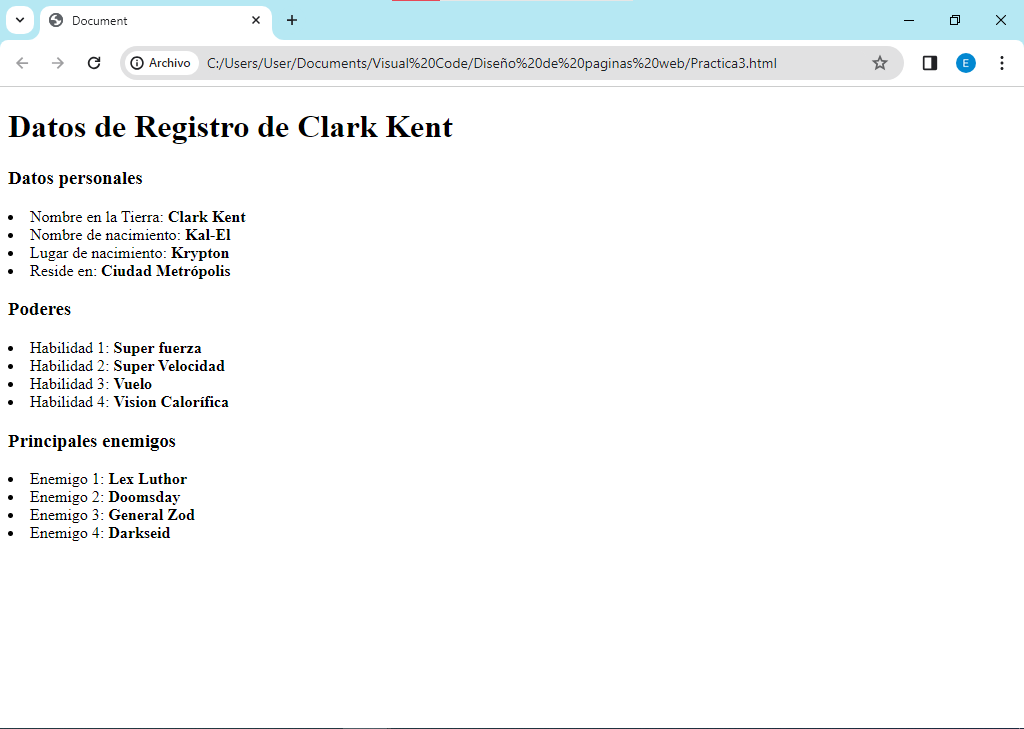 Document
Archivo
C:/Users/User/Documents/Visual%20Code/Diseño%20de%20paginas%20web/Practica3.html
E
Datos de Registro de Clark Kent
Datos personales
Nombre en la Tierra: Clark Kent
Nombre de nacimiento: Kal-El
Lugar de nacimiento: Krypton
Reside en: Ciudad Metrópolis
Poderes
Habilidad 1: Super fuerza
Habilidad 2: Super Velocidad
Habilidad 3: Vuelo
Habilidad 4: Vision Calorífica
Principales enemigos
Enemigo 1: Lex Luthor
Enemigo 2: Doomsday
Enemigo 3: General Zod
Enemigo 4: Darkseid